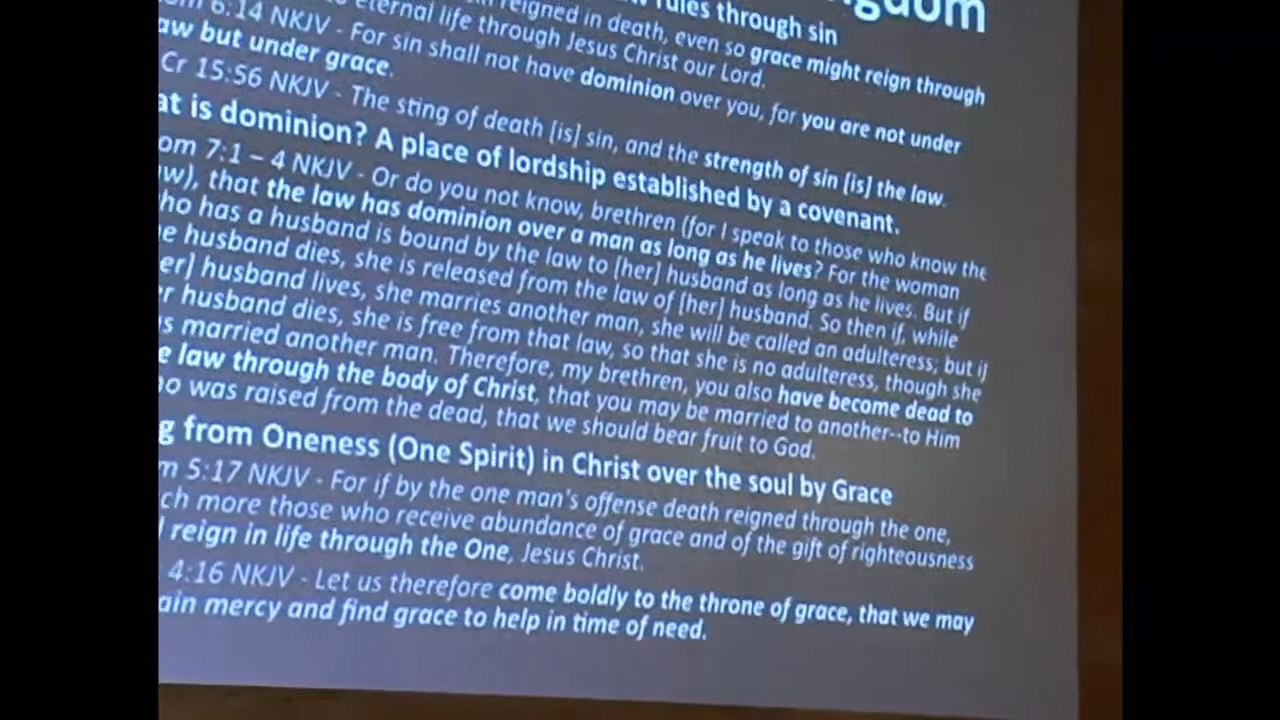 gdom
rules through sin
reigned in death, even so grace might reign through
eternal life through Jesus Christ our Lord.
6:14 NKJV - For sin shall not have dominion over you, for you are not under
aw but under grace.
Cr 15:56 NKJV - The sting of death [is] sin, and the strength of sin [is] the law.
at is dominion? A place of lordship established by a covenant.
om 7:1 – 4 NKJV - Or do you not know, brethren (for I speak to those who know the
w), that the law has dominion over a man as long as he lives? For the woman
ho has a husband is bound by the law to [her] husband as long as he lives. But if
e husband dies, she is released from the law of [her] husband. So then if, while
er] husband lives, she marries another man, she will be called an adulteress; but if
r husband dies, she is free from that law, so that she is no adulteress, though she
s married another man. Therefore, my brethren, you also have become dead to
e law through the body of Christ, that you may be married to another--to Him
o was raised from the dead, that we should bear fruit to God.
g from Oneness (One Spirit) in Christ over the soul by Grace
m 5:17 NKJV - For if by the one man's offense death reigned through the one,
ch more those who receive abundance of grace and of the gift of righteousness
l reign in life through the One, Jesus Christ.
4:16 NKJV - Let us therefore come boldly to the throne of grace, that we may
ain mercy and find grace to help in time of need.